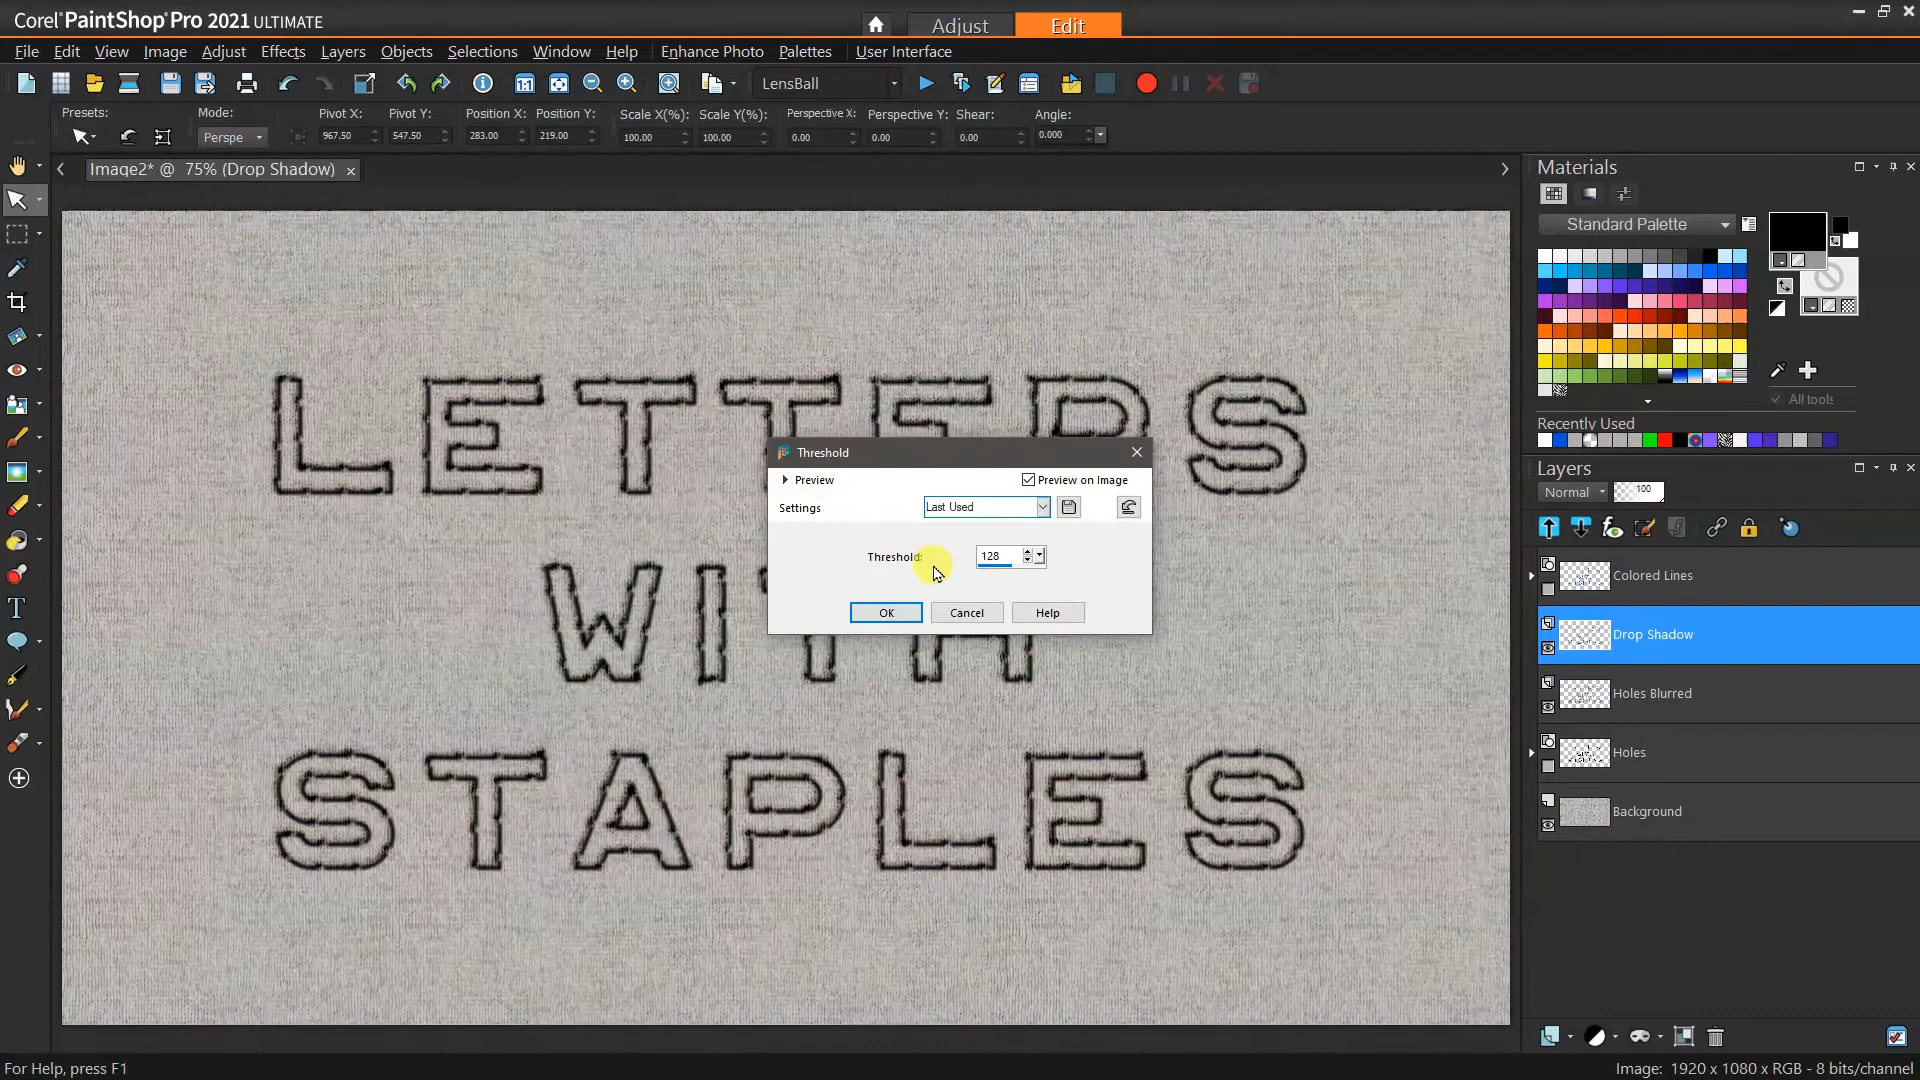 Corel PaintShop Pro 2021 ULTIMATE
Adjust
Edit
File Edit View Image Adjust Effects Layers Objects Selections Window Help Enhance Photo Palettes User Interface
LensBall
Presets:
Mode:
Pivot X:
Pivot Y:
Position X:
Position Y:
Scale X(%):
Scale Y(%):
Perspective X:
Perspective Y:
Shear:
Angle:
Perspe
967.50
547.50
283.00
219.00
100.00
100.00
0.00
0.00
0.00
0.000
Image2* @ 75% (Drop Shadow)
LETTERS
WITH
STAPLES
Threshold
Preview
Preview on Image
Settings
Last Used
Threshold:
128
OK
Cancel
Help
Materials
Standard Palette
All tools
Recently Used
Layers
Normal
100
Colored Lines
Drop Shadow
Holes Blurred
Holes
Background
For Help, press F1
Image: 1920 x 1080 x RGB - 8 bits/channel